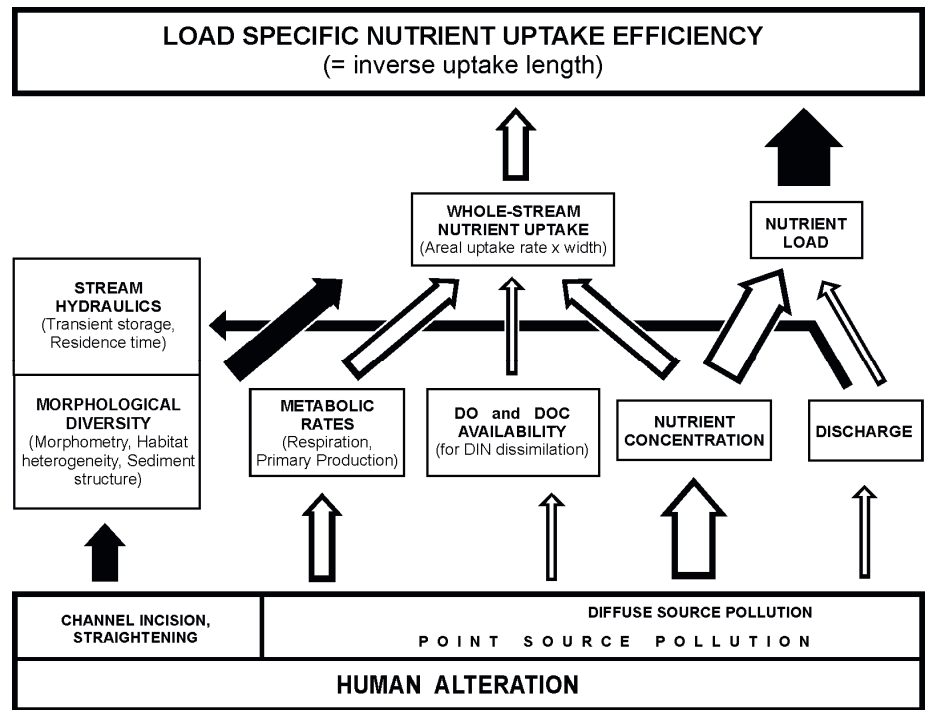 LOAD SPECIFIC NUTRIENT UPTAKE EFFICIENCY
(= inverse uptake length)
WHOLE-STREAM
NUTRIENT UPTAKE
(Areal uptake rate x width)
NUTRIENT
LOAD
STREAM
HYDRAULICS
(Transient storage,
Residence time)
MORPHOLOGICAL
DIVERSITY
(Morphometry, Habitat
heterogeneity, Sediment
structure)
METABOLIC
RATES
(Respiration,
Primary Production)
DO and DOC
AVAILABILITY
(for DIN dissimilation)
NUTRIENT
CONCENTRATION
DISCHARGE
CHANNEL INCISION,
STRAIGHTENING
DIFFUSE SOURCE POLLUTION
POINT SOURCE POLLUTION
HUMAN ALTERATION